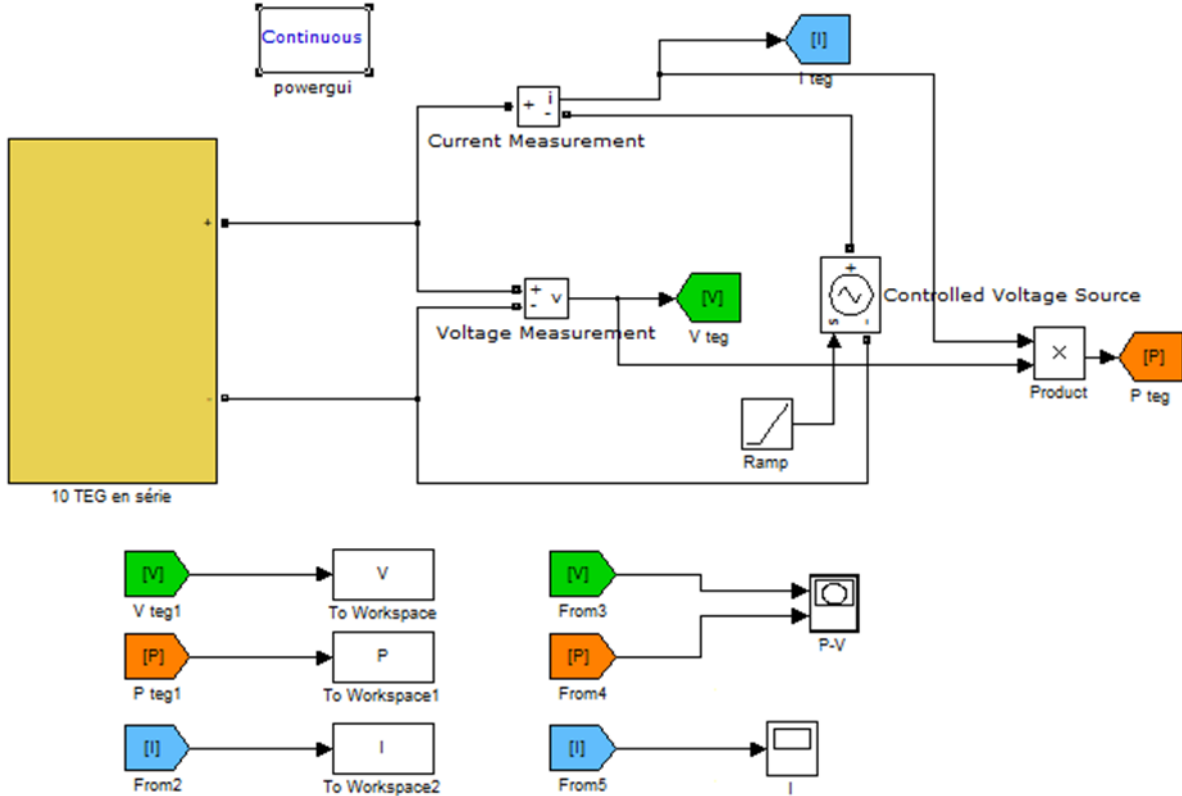 Continuous
powergui
[I]
I teg
+ i
-
Current Measurement
+
+
- v
Voltage Measurement
[V]
V teg
+
s -
Controlled Voltage Source
×
Product
[P]
P teg
Ramp
-
10 TEG en série
[V]
V teg1
V
To Workspace
[V]
From3
P-V
[P]
P teg1
P
To Workspace1
[P]
From4
[I]
From2
I
To Workspace2
[I]
From5
I